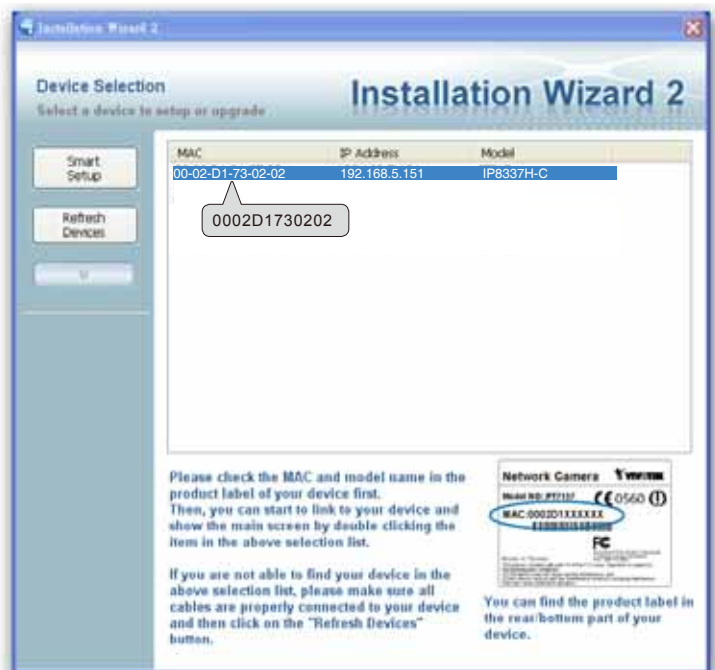 Installation Wizard 2
Device Selection
Select a device to setup or upgrade
Installation Wizard 2
Smart
Setup
Refresh
Devices
MAC IP Address Model
00-02-D1-73-02-02 192.168.5.151 IP8337H-C
0002D1730202
Please check the MAC and model name in the
product label of your device first.
Then, you can start to link to your device and
show the main screen by double clicking the
item in the above selection list.
If you are not able to find your device in the
above selection list, please make sure all
cables are properly connected to your device
and then click on the "Refresh Devices"
button.
Network Camera VIVOTEK
MAC:0002D1XXXXXX
CE0560
FC
You can find the product label in
the rear/bottom part of your
device.